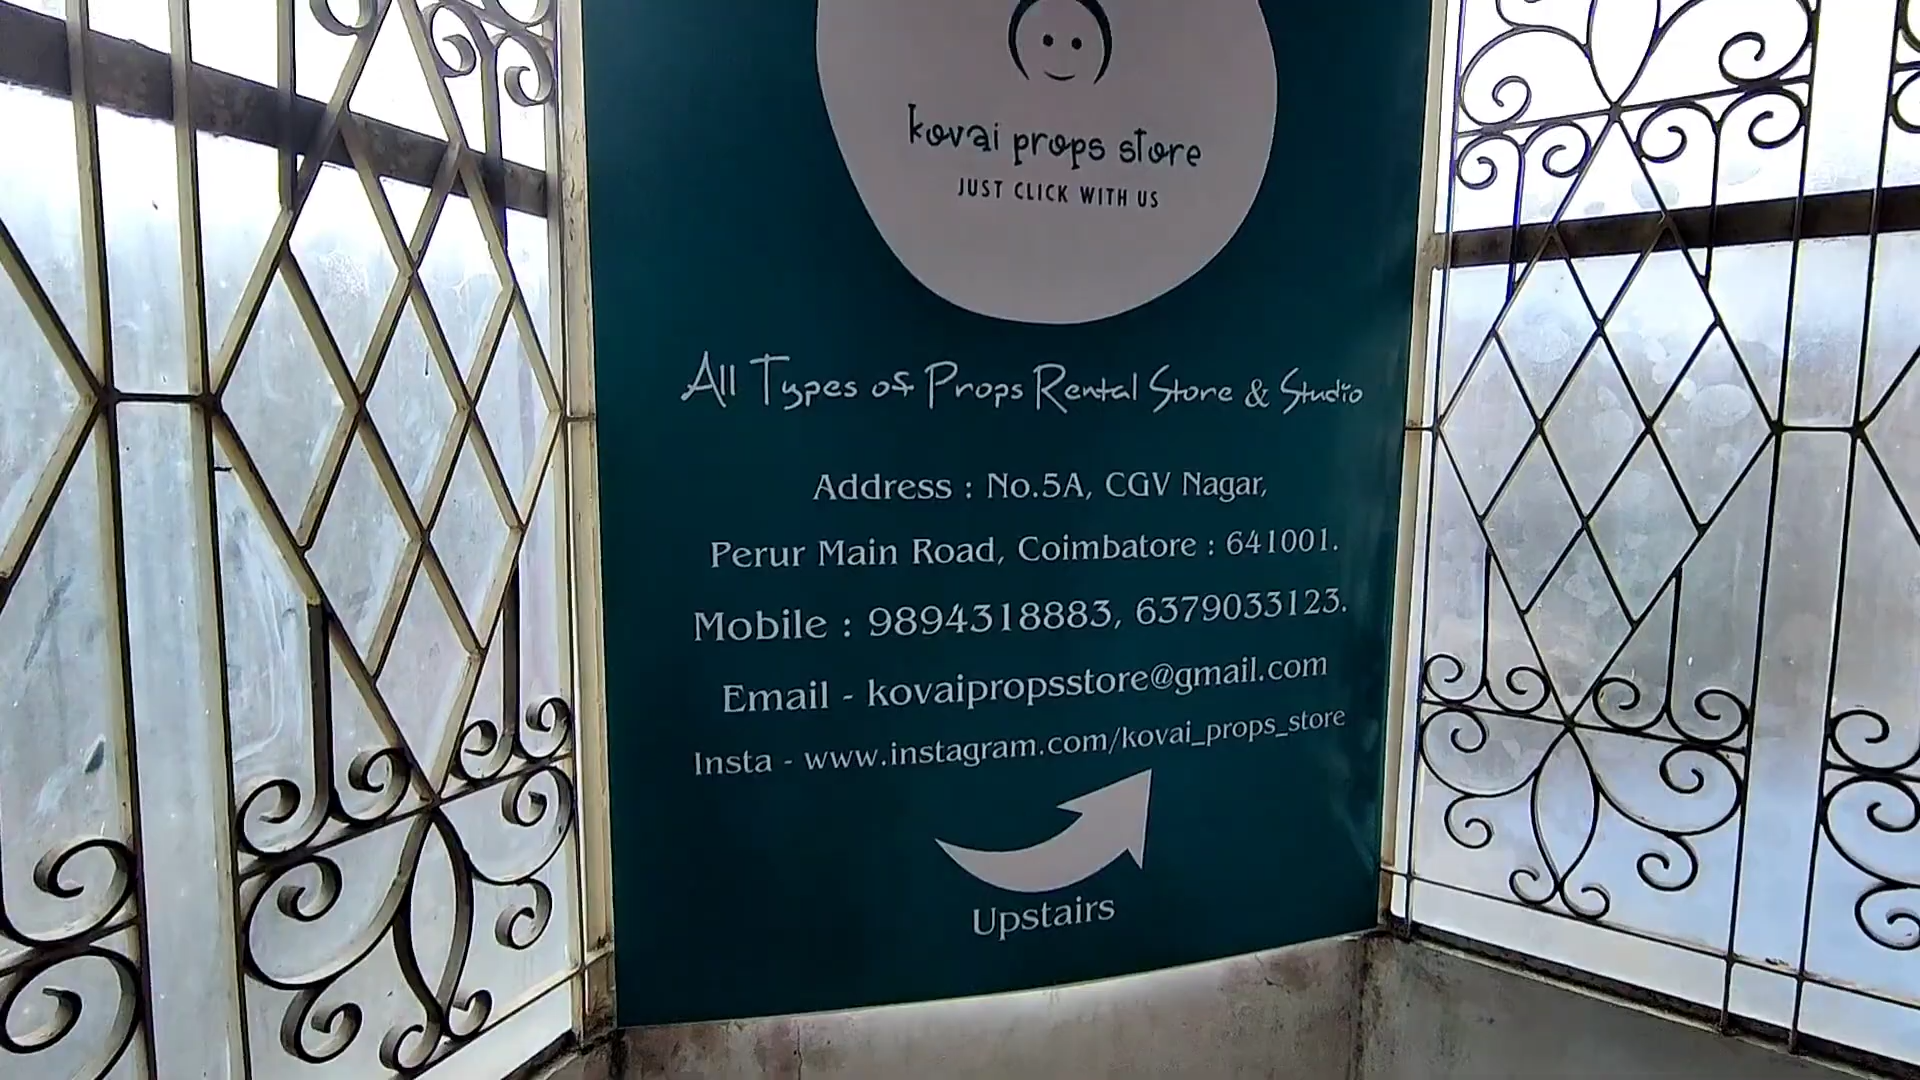 kovai props store
JUST CLICK WITH US
All Types of Props Rental Store & Studio
Address : No.5A, CGV Nagar,
Perur Main Road, Coimbatore : 641001.
Mobile : 9894318883, 6379033123.
Email - kovaipropsstore@gmail.com
Insta - www.instagram.com/kovai_props_store
Upstairs